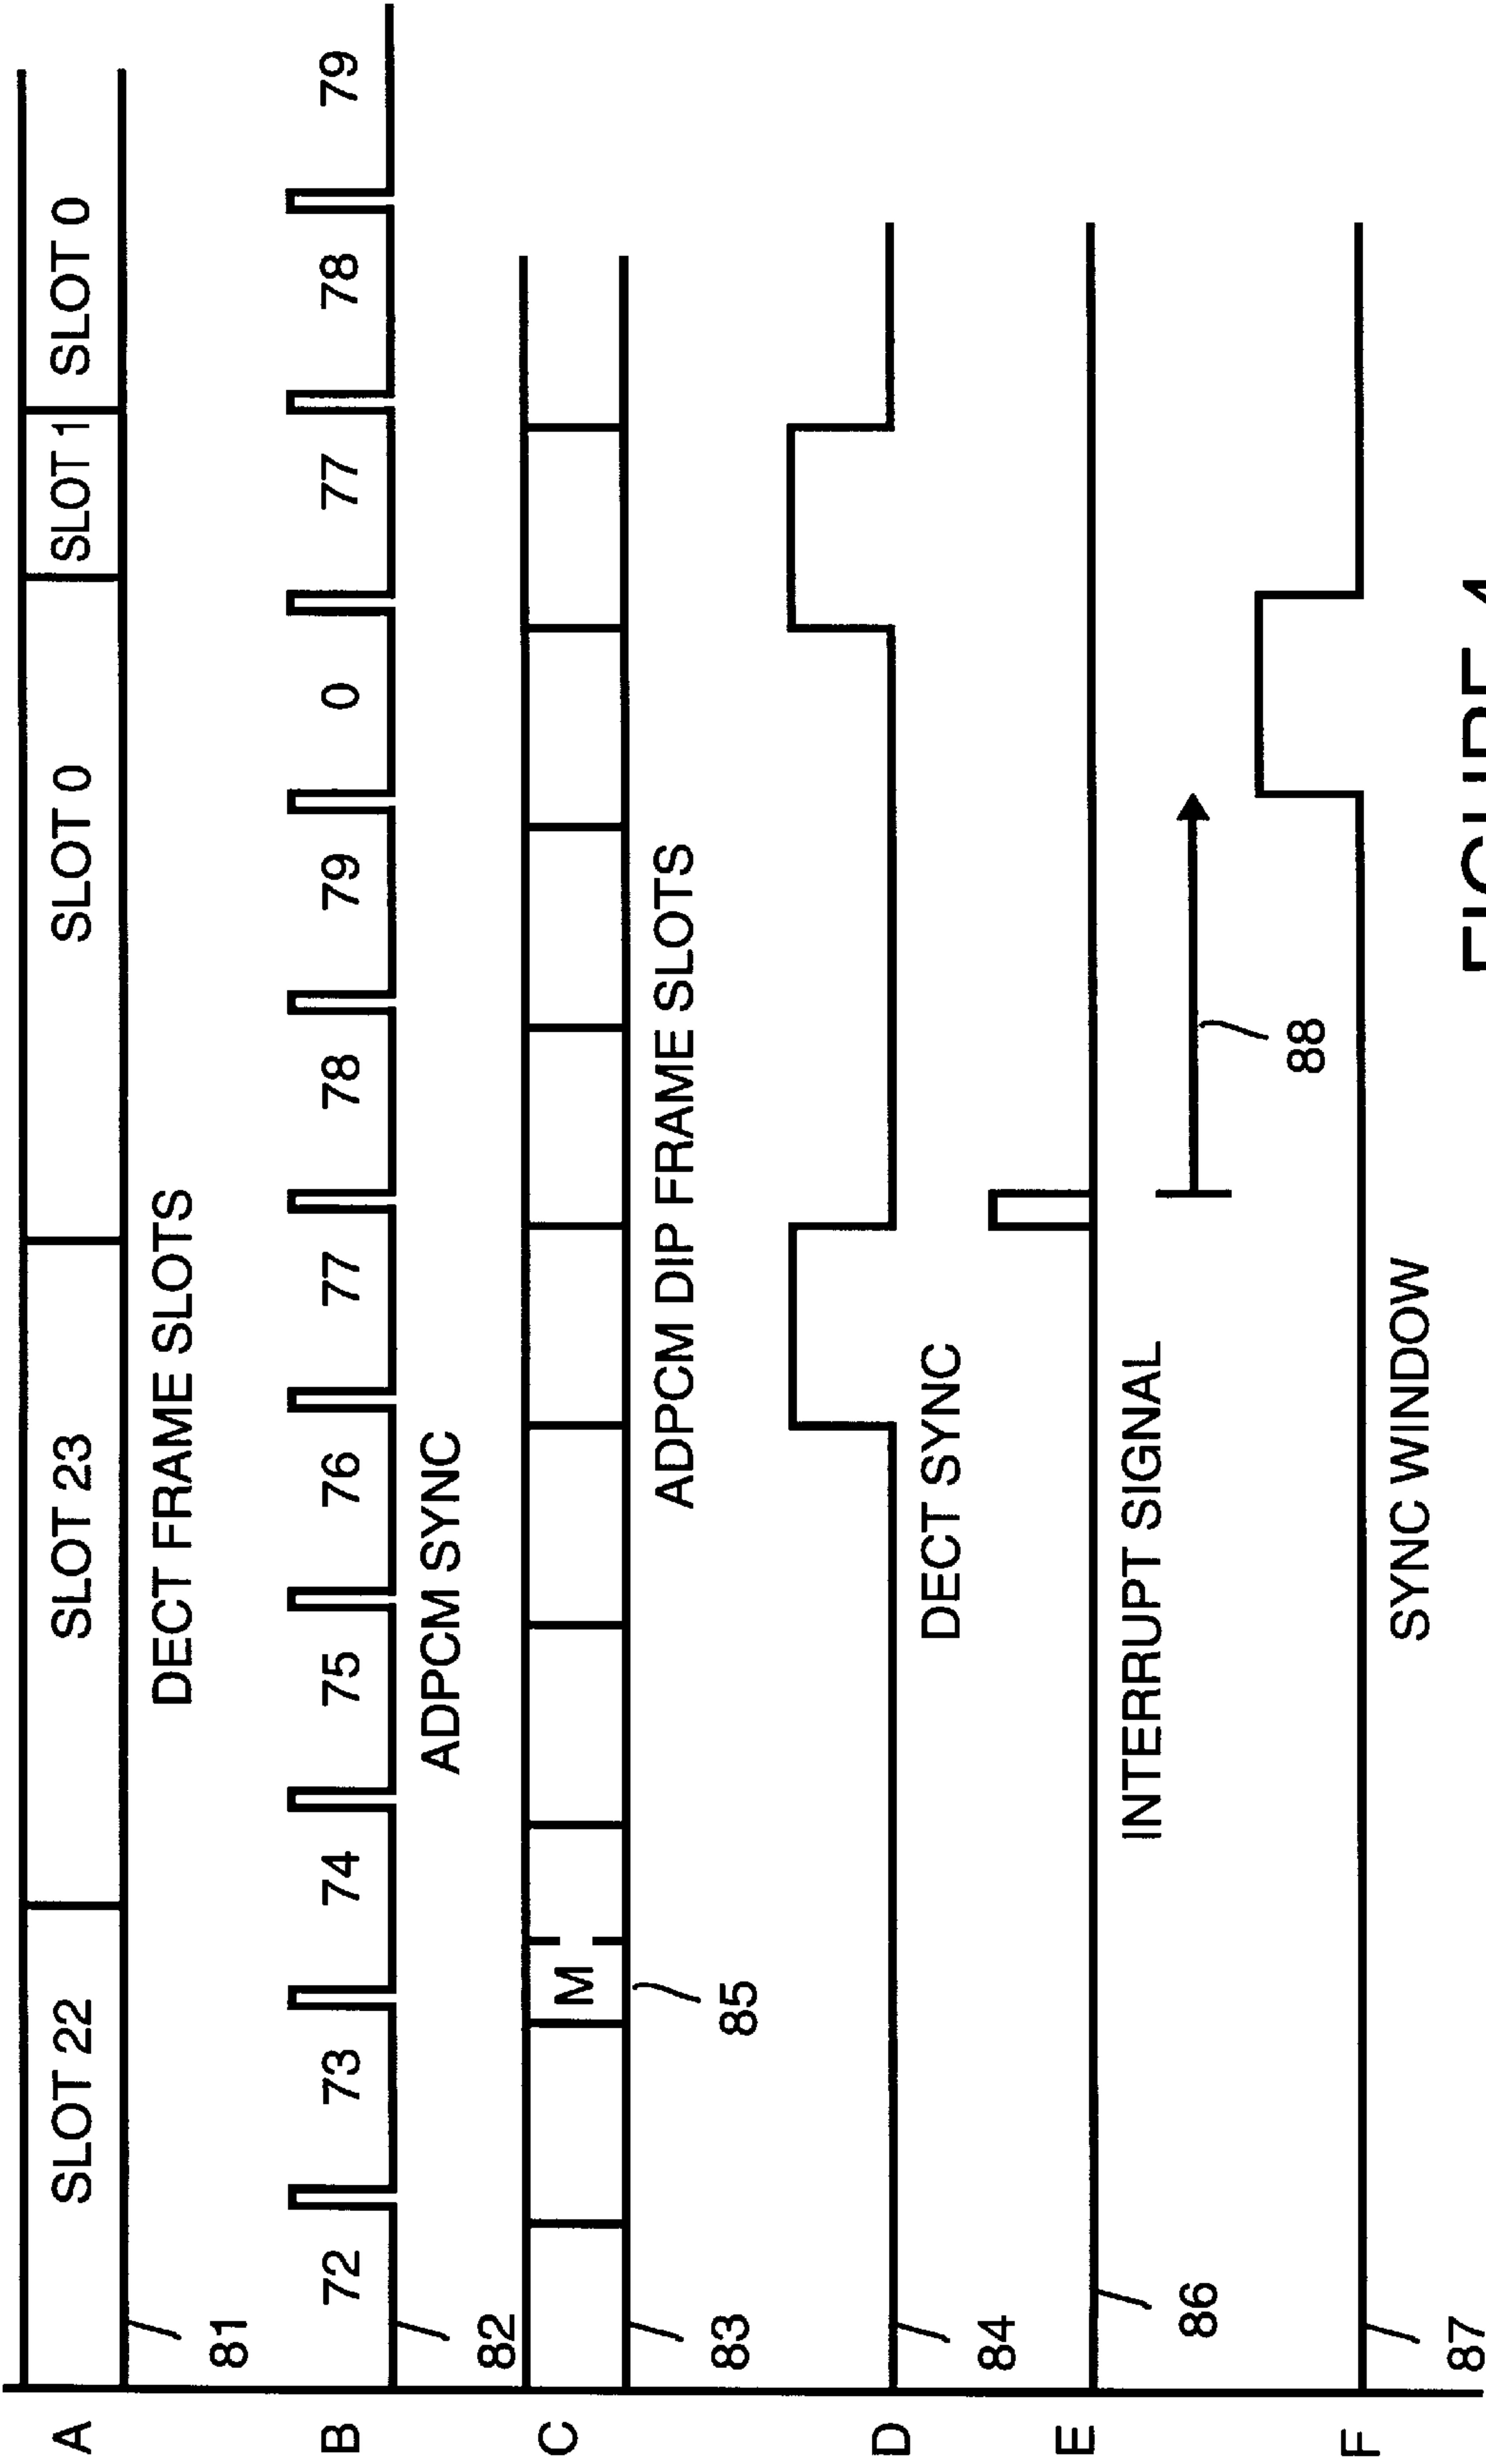 A
SLOT 22 SLOT 23 SLOT 0 SLOT 1 SLOT 0
81
DECT FRAME SLOTS
B
72 73 74 75 76 77 78 79 0 77 78 79
82
ADPCM SYNC
C
M
83
85
ADPCM DIP FRAME SLOTS
D
84
DECT SYNC
E
86
INTERRUPT SIGNAL
88
F
87
SYNC WINDOW